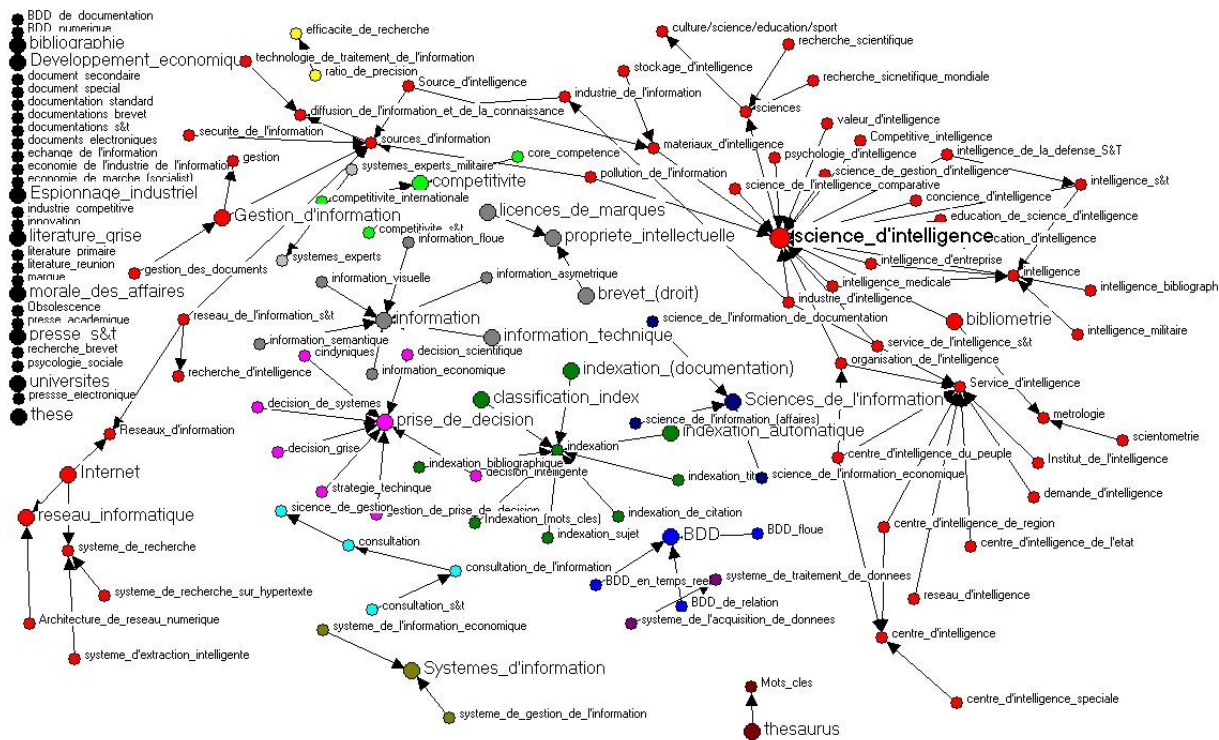 BDD_de_documentation
BDD_numerique
bibliographie
Developpement_economiqu
document_secondaire
document_special
documentation_standard
documentations_brevet
documentations_s&t
documents_electroniques
echange_de_l'information
economie_de_l'industrie_de_l'information
economie_de_marche_(socialist)
Espionnage_industriel
industrie_competitive
innovation
literature_grise
literature_primaire
literature_reunion
marque
morale_des_affaires
Obsolescence
presse_academique
presse_s&t
recherche_brevet
psycologie_sociale
universites
pressse_electronique
these
efficacite_de_recherche
technologie_de_traitement_de_l'information
ratio_de_precision
Source_d'intelligence
industrie_de_l'information
diffusion_de_l'information_et_de_la_connaissance
securite_de_l'information
sources_d'information
gestion
systemes_experts_militaire
core_competence
competitivite
pollution_de_l'information
competitivite_internationale
Gestion_d'information
competitivite_s&t
systemes_experts
gestion_des_documents
culture/science/education/sport
recherche_scientifique
stockage_d'intelligence
recherche_sicnetifique_mondiale
sciences
valeur_d'intelligence
Competitive_intelligence
materiaux_d'intelligence
psychologie_d'intelligence
intelligence_de_la_defense_S&T
science_de_gestion_d'intelligence
science_de_l'intelligence_comparative
intelligence_s&t
concience_d'intelligence
education_de_science_d'intelligence
science_d'intelligence
cation_d'intelligence
intelligence_d'entreprise
intelligence
intelligence_medicale
intelligence_bibliograph
industrie_d'intelligence
bibliometrie
intelligence_militaire
service_de_l'intelligence_s&t
organisation_de_l'intelligence
Service_d'intelligence
metrologie
scientometrie
centre_d'intelligence_du_peuple
Institut_de_l'intelligence
demande_d'intelligence
centre_d'intelligence_de_region
centre_d'intelligence_de_l'etat
reseau_d'intelligence
centre_d'intelligence
centre_d'intelligence_speciale
licences_de_marques
propriete_intellectuelle
brevet_(droit)
information_floue
information_visuelle
information_asymetrique
information
information_technique
information_semantique
information_economique
reseau_de_l'information_s&t
recherche_d'intelligence
Reseaux_d'information
Internet
reseau_informatique
systeme_de_recherche
systeme_de_recherche_sur_hypertexte
Architecture_de_reseau_numerique
systeme_d'extraction_intelligente
cindyniques
decision_scientifique
decision_de_systemes
prise_de_decision
decision_grise
decision_intelligente
strategie_techinque
gestion_de_prise_de_decision
science_de_l'information_de_documentation
Sciences_de_l'information
science_de_l'information_(affaires)
science_de_l'information_economique
indexation_(documentation)
classification_index
indexation_automatique
indexation
indexation_bibliographique
indexation_tit
Indexation_(mots_cles)
indexation_de_citation
indexation_sujet
sicence_de_gestion
consultation
consultation_de_l'information
consultation_s&t
BDD
BDD_floue
BDD_en_temps_reel
BDD_de_relation
systeme_de_traitement_de_donnees
systeme_de_l'acquisition_de_donnees
systeme_de_l'information_economique
Systemes_d'information
systeme_de_gestion_de_l'information
Mots_cles
thesaurus